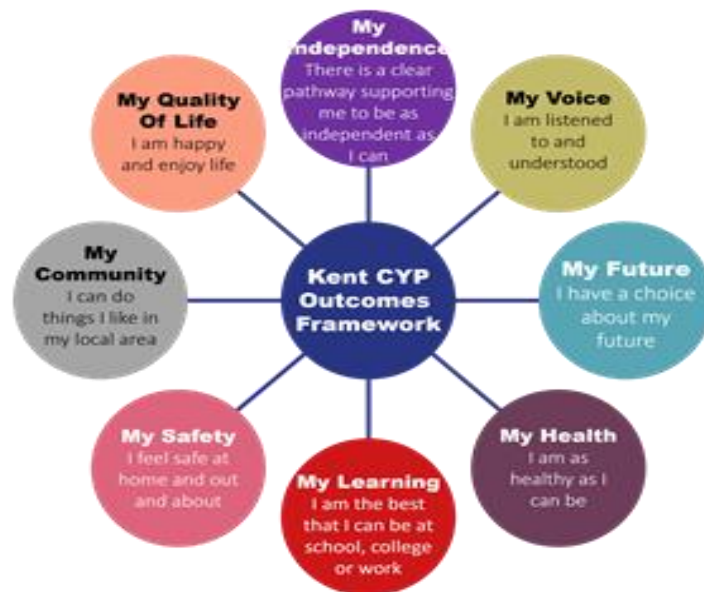 My
Independence
There is a clear
pathway supporting
me to be as
independent as
I can
My Voice
I am listened
to and
understood
My Future
I have a choice
about my
future
My Health
I am as
healthy as I
can be
My Learning
I am the best
that I can be at
school, college
or work
My Safety
I feel safe at
home and out
and about
My
Community
I can do
things I like in
my local area
My Quality
Of Life
I am happy
and enjoy life
Kent CYP
Outcomes
Framework